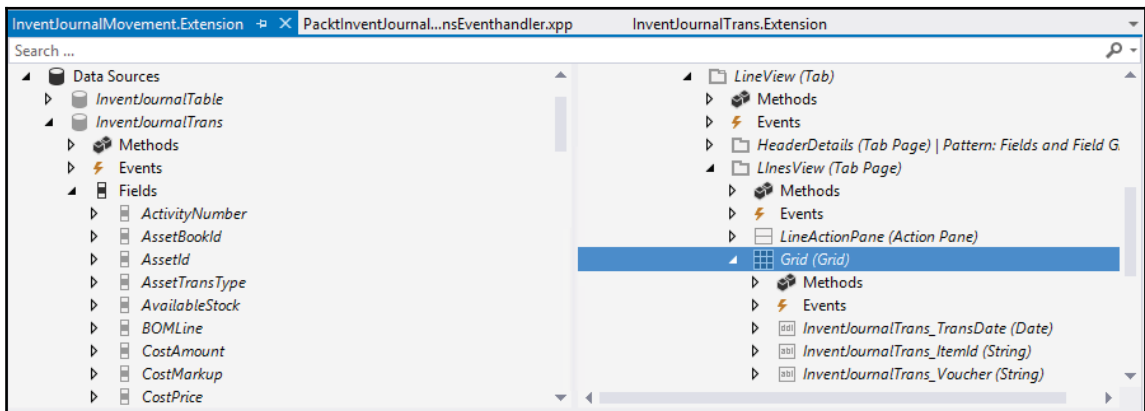 InventJournalMovement.Extension
PacktInventJournal...nsEventhandler.xpp
InventJournalTrans.Extension
Search ...
Data Sources
InventJournalTable
InventJournalTrans
Methods
Events
Fields
ActivityNumber
AssetBookId
AssetId
AssetTransType
AvailableStock
BOMLine
CostAmount
CostMarkup
CostPrice
LineView (Tab)
Methods
Events
HeaderDetails (Tab Page) | Pattern: Fields and Field G
LInesView (Tab Page)
Methods
Events
LineActionPane (Action Pane)
Grid (Grid)
Methods
Events
InventJournalTrans_TransDate (Date)
InventJournalTrans_ItemId (String)
InventJournalTrans_Voucher (String)